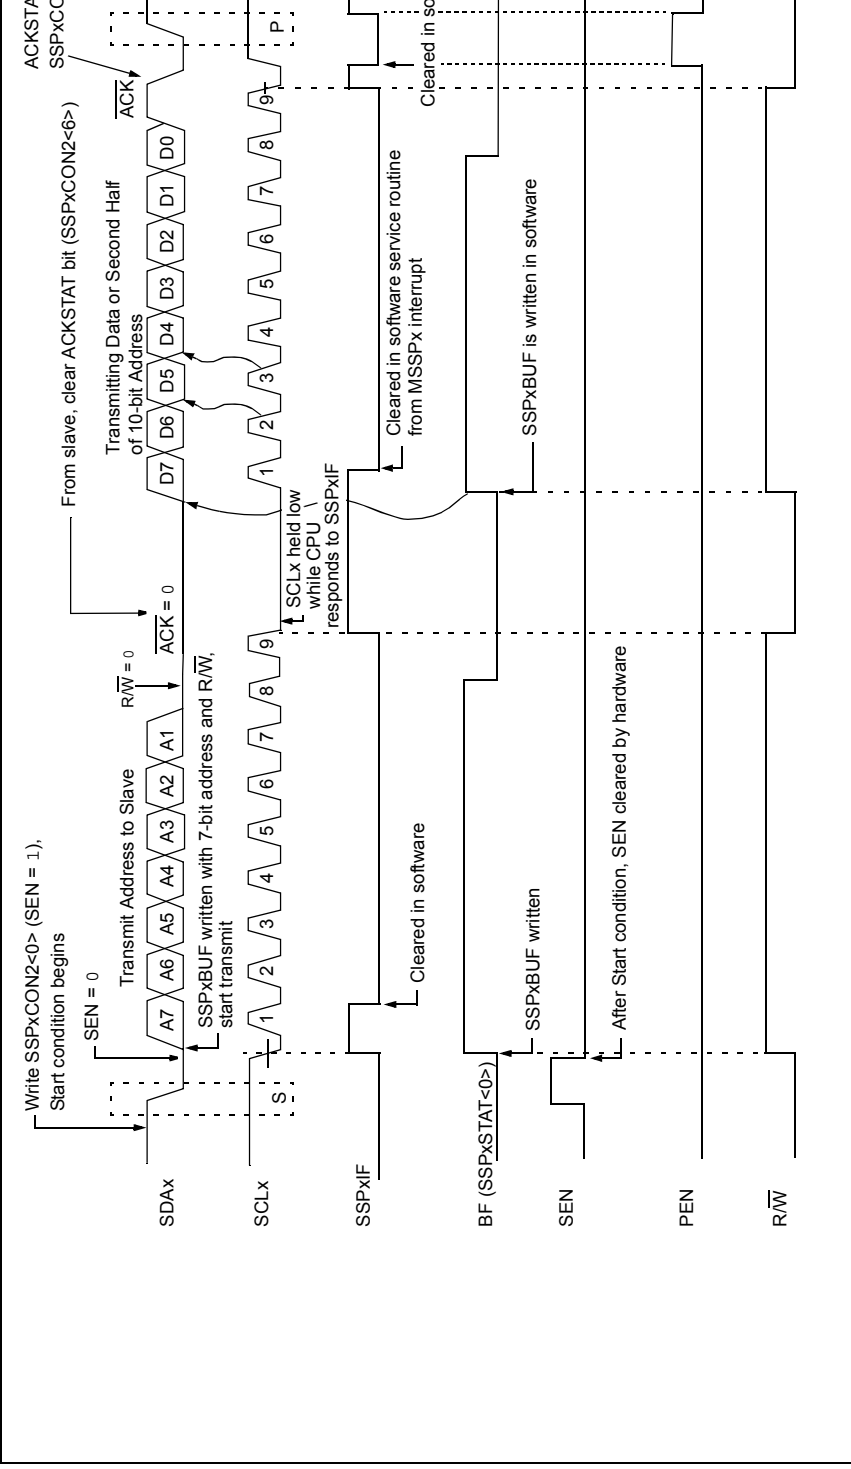 Write SSPxCON2<0> (SEN = 1),
Start condition begins
From slave, clear ACKSTAT bit (SSPxCON2<6>)
SEN = 0
Transmit Address to Slave
R/W = 0
ACK = 0
Transmitting Data or Second Half
of 10-bit Address
ACK
SDAx
A7 A6 A5 A4 A3 A2 A1
D7 D6 D5 D4 D3 D2 D1 D0
SSPxBUF written with 7-bit address and R/W,
start transmit
SCLx
S
1 2 3 4 5 6 7 8 9
1 2 3 4 5 6 7 8 9
P
SCLx held low
while CPU
responds to SSPxIF
SSPxIF
Cleared in software
Cleared in software service routine
from MSSPx interrupt
Cleared in
BF (SSPxSTAT<0>)
SSPxBUF written
SSPxBUF is written in software
SEN
After Start condition, SEN cleared by hardware
PEN
R/W